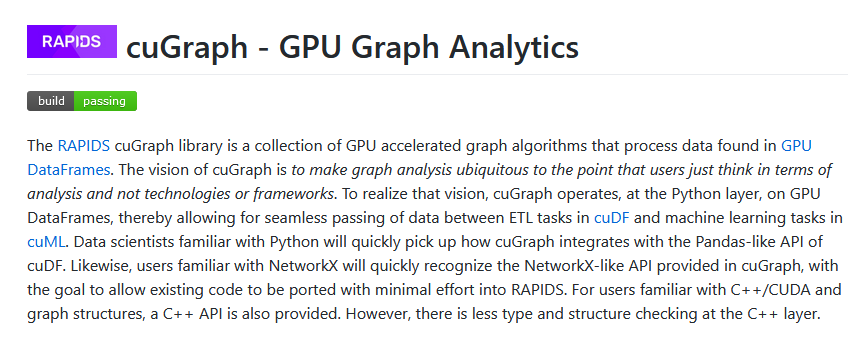 RAPIDS cuGraph - GPU Graph Analytics
build passing
The RAPIDS cuGraph library is a collection of GPU accelerated graph algorithms that process data found in GPU
DataFrames. The vision of cuGraph is to make graph analysis ubiquitous to the point that users just think in terms of
analysis and not technologies or frameworks. To realize that vision, cuGraph operates, at the Python layer, on GPU
DataFrames, thereby allowing for seamless passing of data between ETL tasks in cuDF and machine learning tasks in
cuML. Data scientists familiar with Python will quickly pick up how cuGraph integrates with the Pandas-like API of
cuDF. Likewise, users familiar with NetworkX will quickly recognize the NetworkX-like API provided in cuGraph, with
the goal to allow existing code to be ported with minimal effort into RAPIDS. For users familiar with C++/CUDA and
graph structures, a C++ API is also provided. However, there is less type and structure checking at the C++ layer.